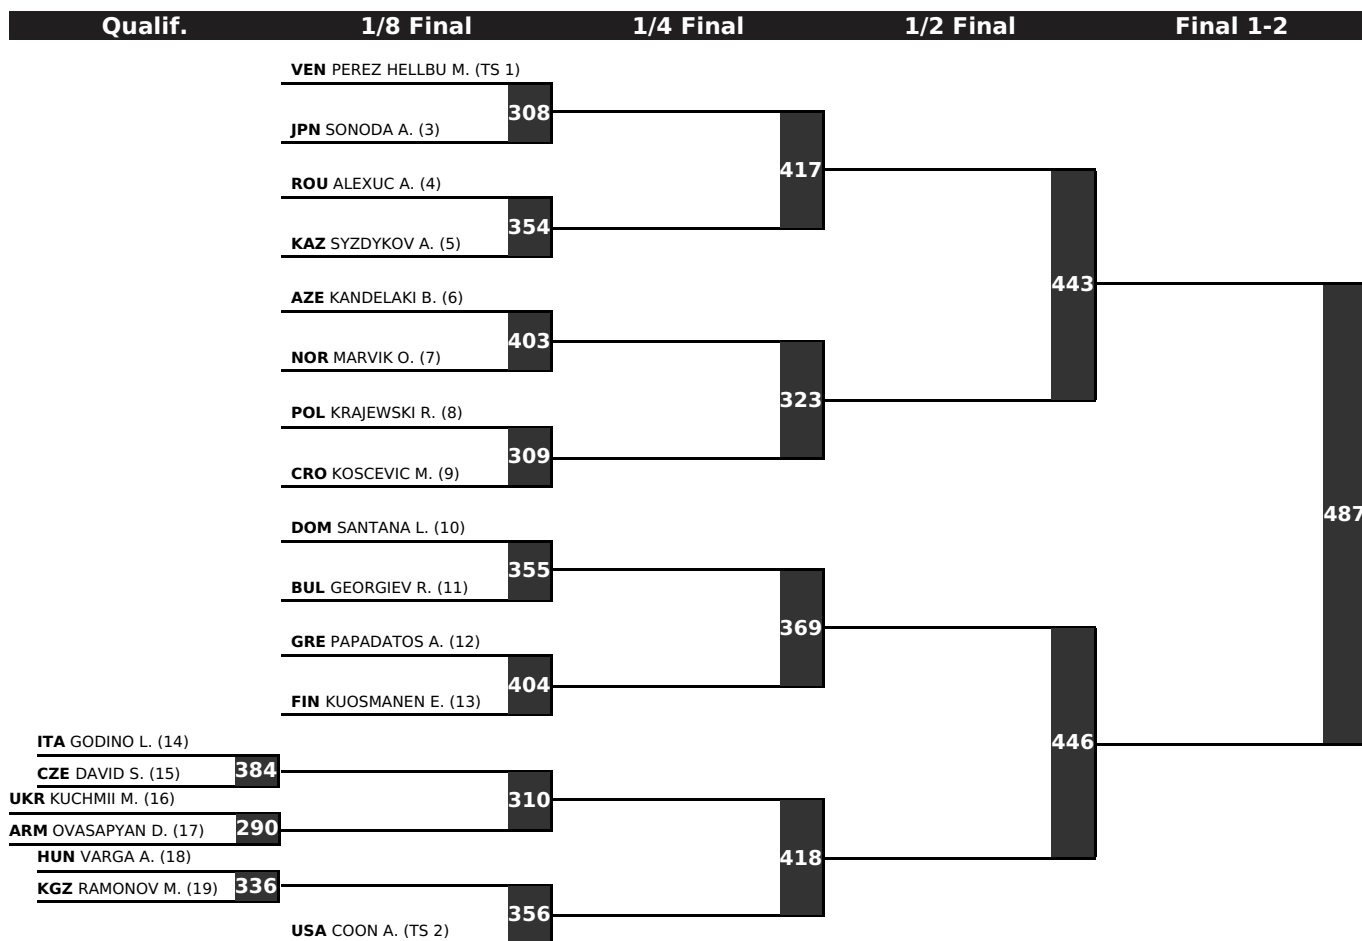 Qualif. 1/8 Final 1/4 Final 1/2 Final Final 1-2
VEN PEREZ HELLBU M. (TS 1)
308
JPN SONODA A. (3)
417
ROU ALEXUC A. (4)
354
KAZ SYZDYKOV A. (5)
443
AZE KANDELAKI B. (6)
403
NOR MARVIK O. (7)
323
POL KRAJEWSKI R. (8)
309
CRO KOSCEVIC M. (9)
487
DOM SANTANA L. (10)
355
BUL GEORGIEV R. (11)
369
GRE PAPADATOS A. (12)
404
FIN KUOSMANEN E. (13)
446
ITA GODINO L. (14)
384
CZE DAVID S. (15)
310
UKR KUCHMII M. (16)
290
ARM OVASAPYAN D. (17)
418
HUN VARGA A. (18)
336
KGZ RAMONOV M. (19)
356
USA COON A. (TS 2)